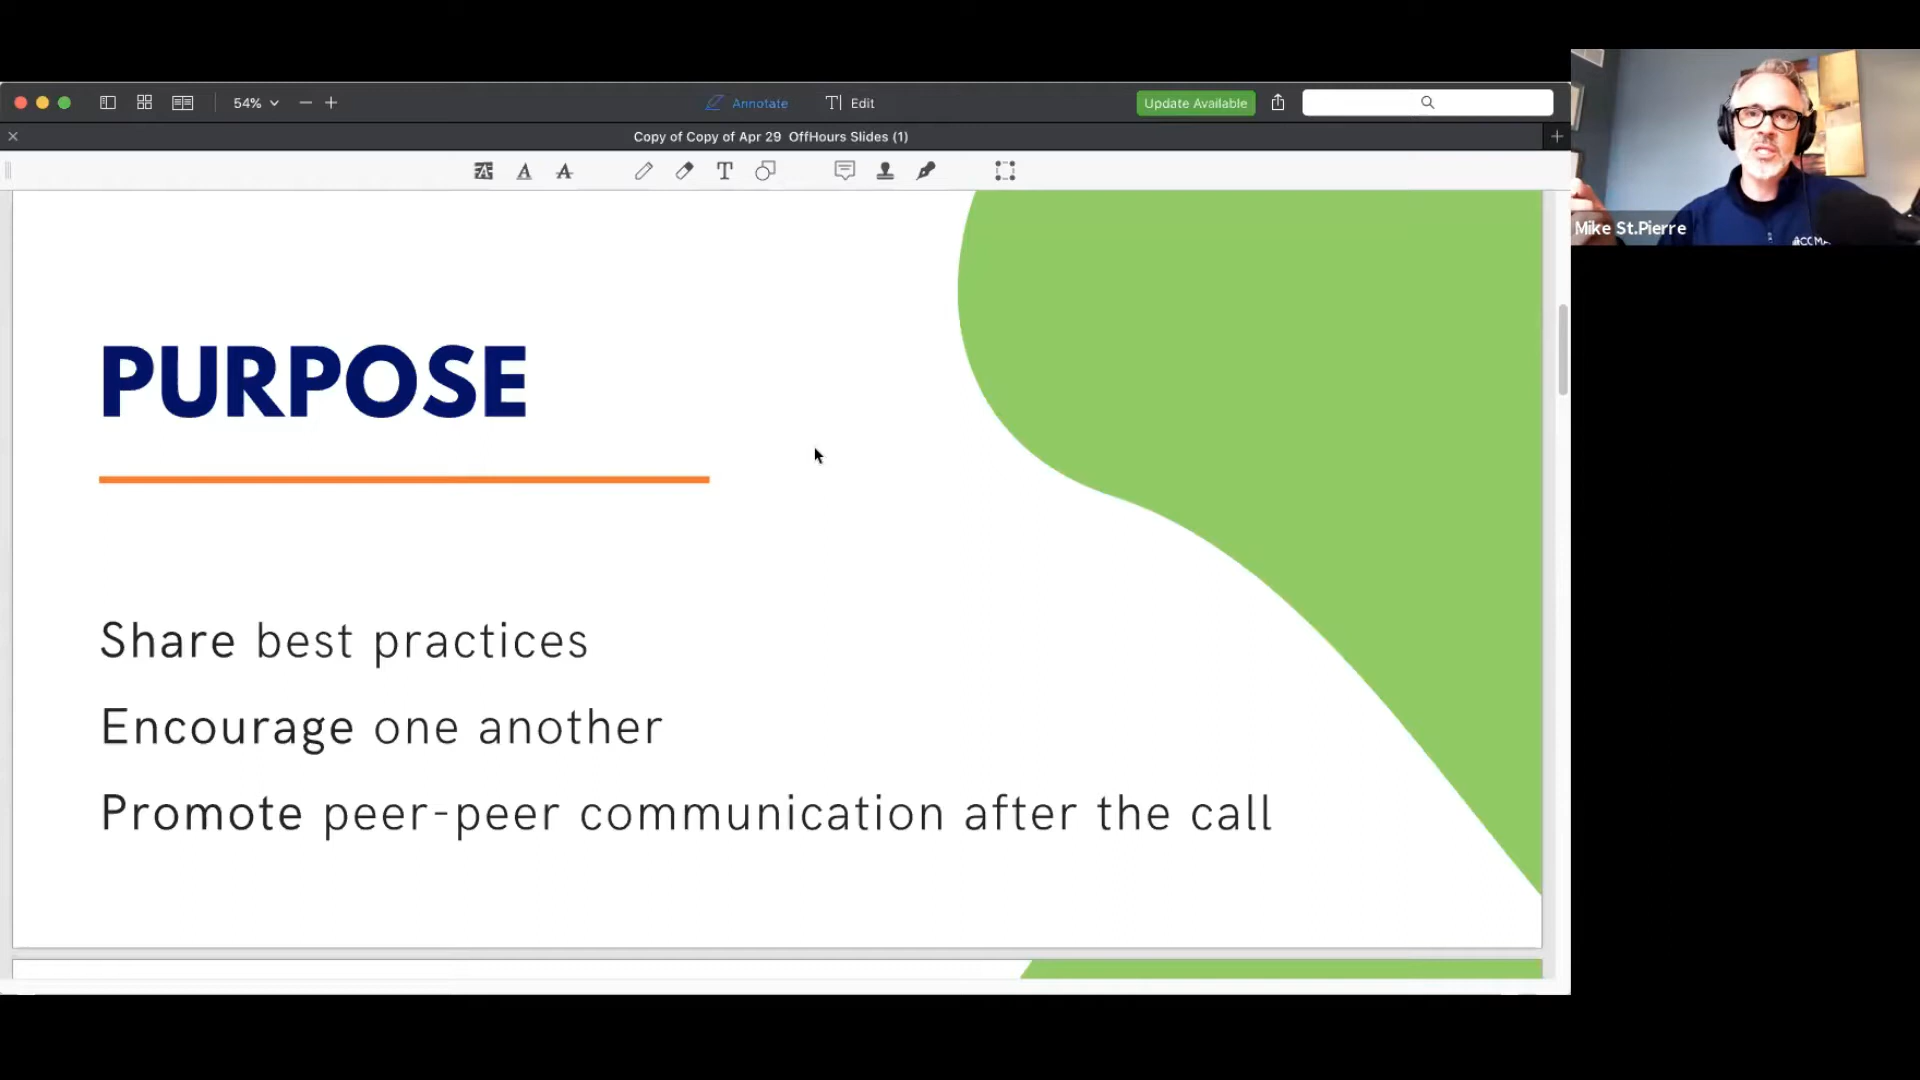 54%
Annotate
Edit
Update Available
Copy of Copy of Apr 29 OffHours Slides (1)
Mike St.Pierre
PURPOSE
Share best practices
Encourage one another
Promote peer-peer communication after the call